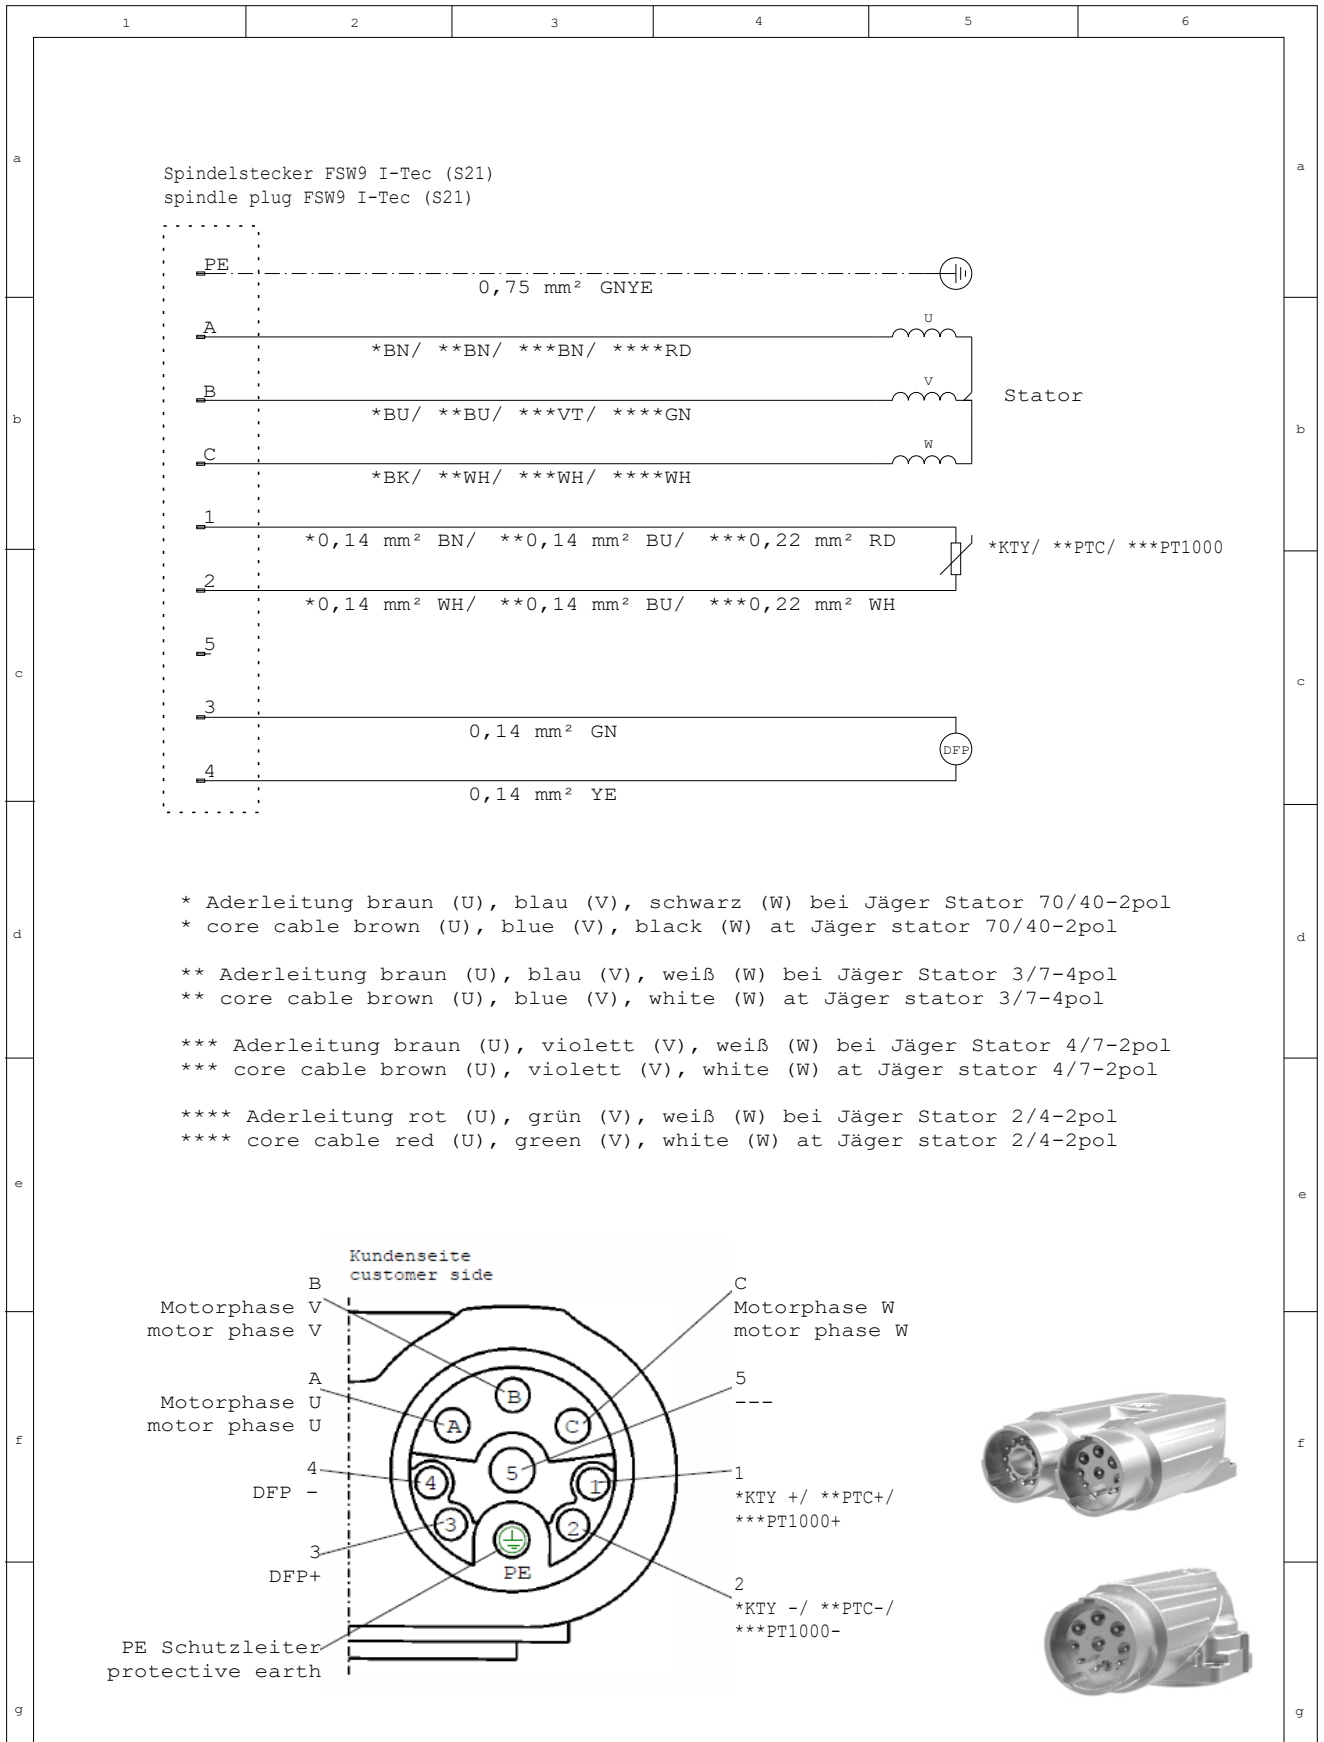 1 2 3 4 5 6
a a
Spindelstecker FSW9 I-Tec (S21)
spindle plug FSW9 I-Tec (S21)
PE
0,75 mm² GNYE
U
A
*BN/ **BN/ ***BN/ ****RD
V
B
Stator
*BU/ **BU/ ***VT/ ****GN
b b
W
C
*BK/ **WH/ ***WH/ ****WH
1
*0,14 mm² BN/ **0,14 mm² BU/ ***0,22 mm² RD
*KTY/ **PTC/ ***PT1000
2
*0,14 mm² WH/ **0,14 mm² BU/ ***0,22 mm² WH
5
c c
3
0,14 mm² GN
DFP
4
0,14 mm² YE
* Aderleitung braun (U), blau (V), schwarz (W) bei Jäger Stator 70/40-2pol
* core cable brown (U), blue (V), black (W) at Jäger stator 70/40-2pol
d d
** Aderleitung braun (U), blau (V), weiß (W) bei Jäger Stator 3/7-4pol
** core cable brown (U), blue (V), white (W) at Jäger stator 3/7-4pol
*** Aderleitung braun (U), violett (V), weiß (W) bei Jäger Stator 4/7-2pol
*** core cable brown (U), violett (V), white (W) at Jäger stator 4/7-2pol
**** Aderleitung rot (U), grün (V), weiß (W) bei Jäger Stator 2/4-2pol
**** core cable red (U), green (V), white (W) at Jäger stator 2/4-2pol
e e
Kundenseite
customer side
B
Motorphase V
motor phase V
C
Motorphase W
motor phase W
A
Motorphase U
motor phase U
5
---
B
A
C
f f
4
DFP -
5
4
1
3
2
1
*KTY +/ **PTC+/
***PT1000+
3
DFP+
PE
2
*KTY -/ **PTC-/
***PT1000-
PE Schutzleiter
protective earth
g g